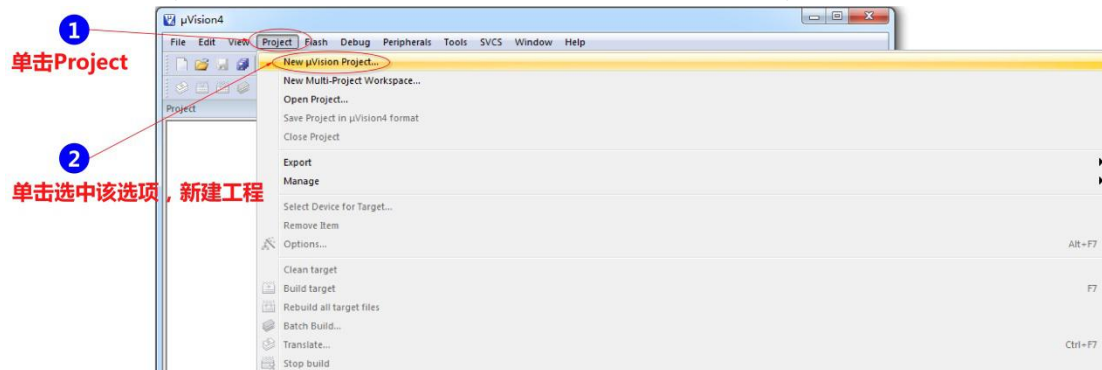 µVision4
File Edit View Project Flash Debug Peripherals Tools SVCS Window Help
1
单击Project
New µVision Project...
New Multi-Project Workspace...
Project
Open Project...
Save Project in µVision4 format
Close Project
2
单击选中该选项，新建工程
Export
Manage
Select Device for Target...
Remove Item
Options... Alt+F7
Clean target
Build target F7
Rebuild all target files
Batch Build...
Translate... Ctrl+F7
Stop build